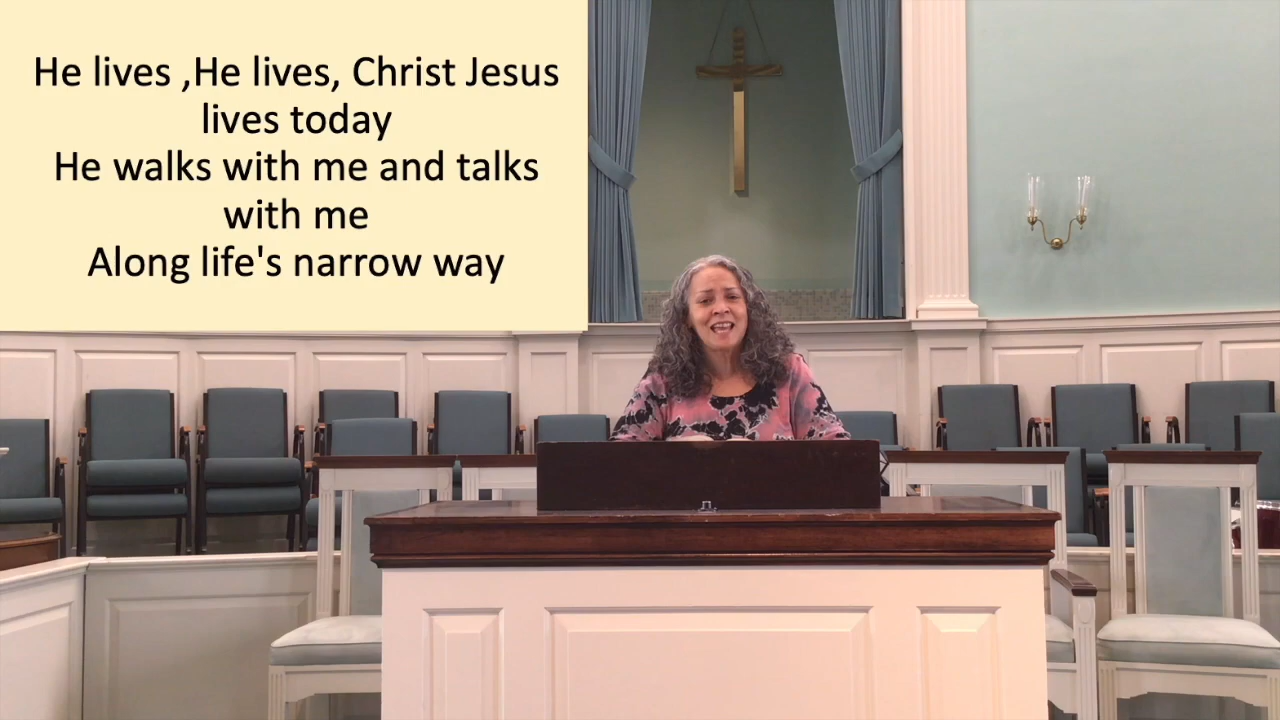 He lives ,He lives, Christ Jesus
lives today
He walks with me and talks
with me
Along life's narrow way